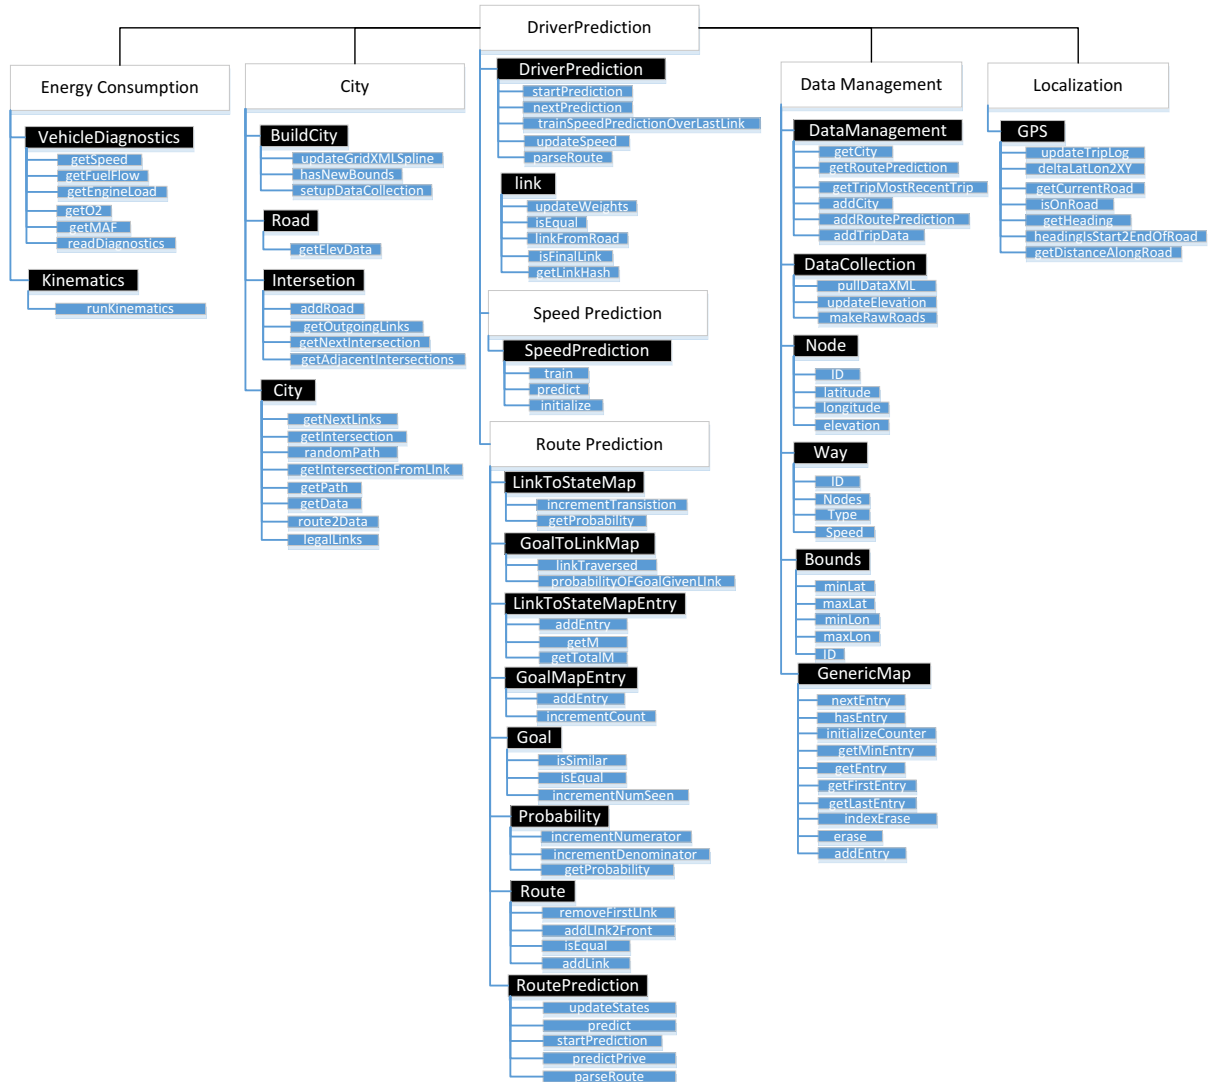 DriverPrediction
Energy Consumption
VehicleDiagnostics
getSpeed
getFuelFlow
getEngineLoad
getO2
getMAF
readDiagnostics
Kinematics
runKinematics
City
BuildCity
updateGridXMLSpline
hasNewBounds
setupDataCollection
Road
getElevData
Intersetion
addRoad
getOutgoingLinks
getNextIntersection
getAdjacentIntersections
City
getNextLinks
getIntersection
randomPath
getIntersectionFromLInk
getPath
getData
route2Data
legalLinks
DriverPrediction
startPrediction
nextPrediction
trainSpeedPredictionOverLastLink
updateSpeed
parseRoute
link
updateWeights
isEqual
linkFromRoad
isFinalLink
getLinkHash
Speed Prediction
SpeedPrediction
train
predict
initialize
Route Prediction
LinkToStateMap
incrementTransistion
getProbability
GoalToLinkMap
linkTraversed
probabilityOFGoalGivenLInk
LinkToStateMapEntry
addEntry
getM
getTotalM
GoalMapEntry
addEntry
incrementCount
Goal
isSimilar
isEqual
incrementNumSeen
Probability
incrementNumerator
incrementDenominator
getProbability
Route
removeFirstLInk
addLInk2Front
isEqual
addLink
RoutePrediction
updateStates
predict
startPrediction
predictPrive
parseRoute
Data Management
DataManagement
getCity
getRoutePrediction
getTripMostRecentTrip
addCity
addRoutePrediction
addTripData
DataCollection
pullDataXML
updateElevation
makeRawRoads
Node
ID
latitude
longitude
elevation
Way
ID
Nodes
Type
Speed
Bounds
minLat
maxLat
minLon
maxLon
ID
GenericMap
nextEntry
hasEntry
initializeCounter
getMinEntry
getEntry
getFirstEntry
getLastEntry
indexErase
erase
addEntry
Localization
GPS
updateTripLog
deltaLatLon2XY
getCurrentRoad
isOnRoad
getHeading
headingIsStart2EndOfRoad
getDistanceAlongRoad